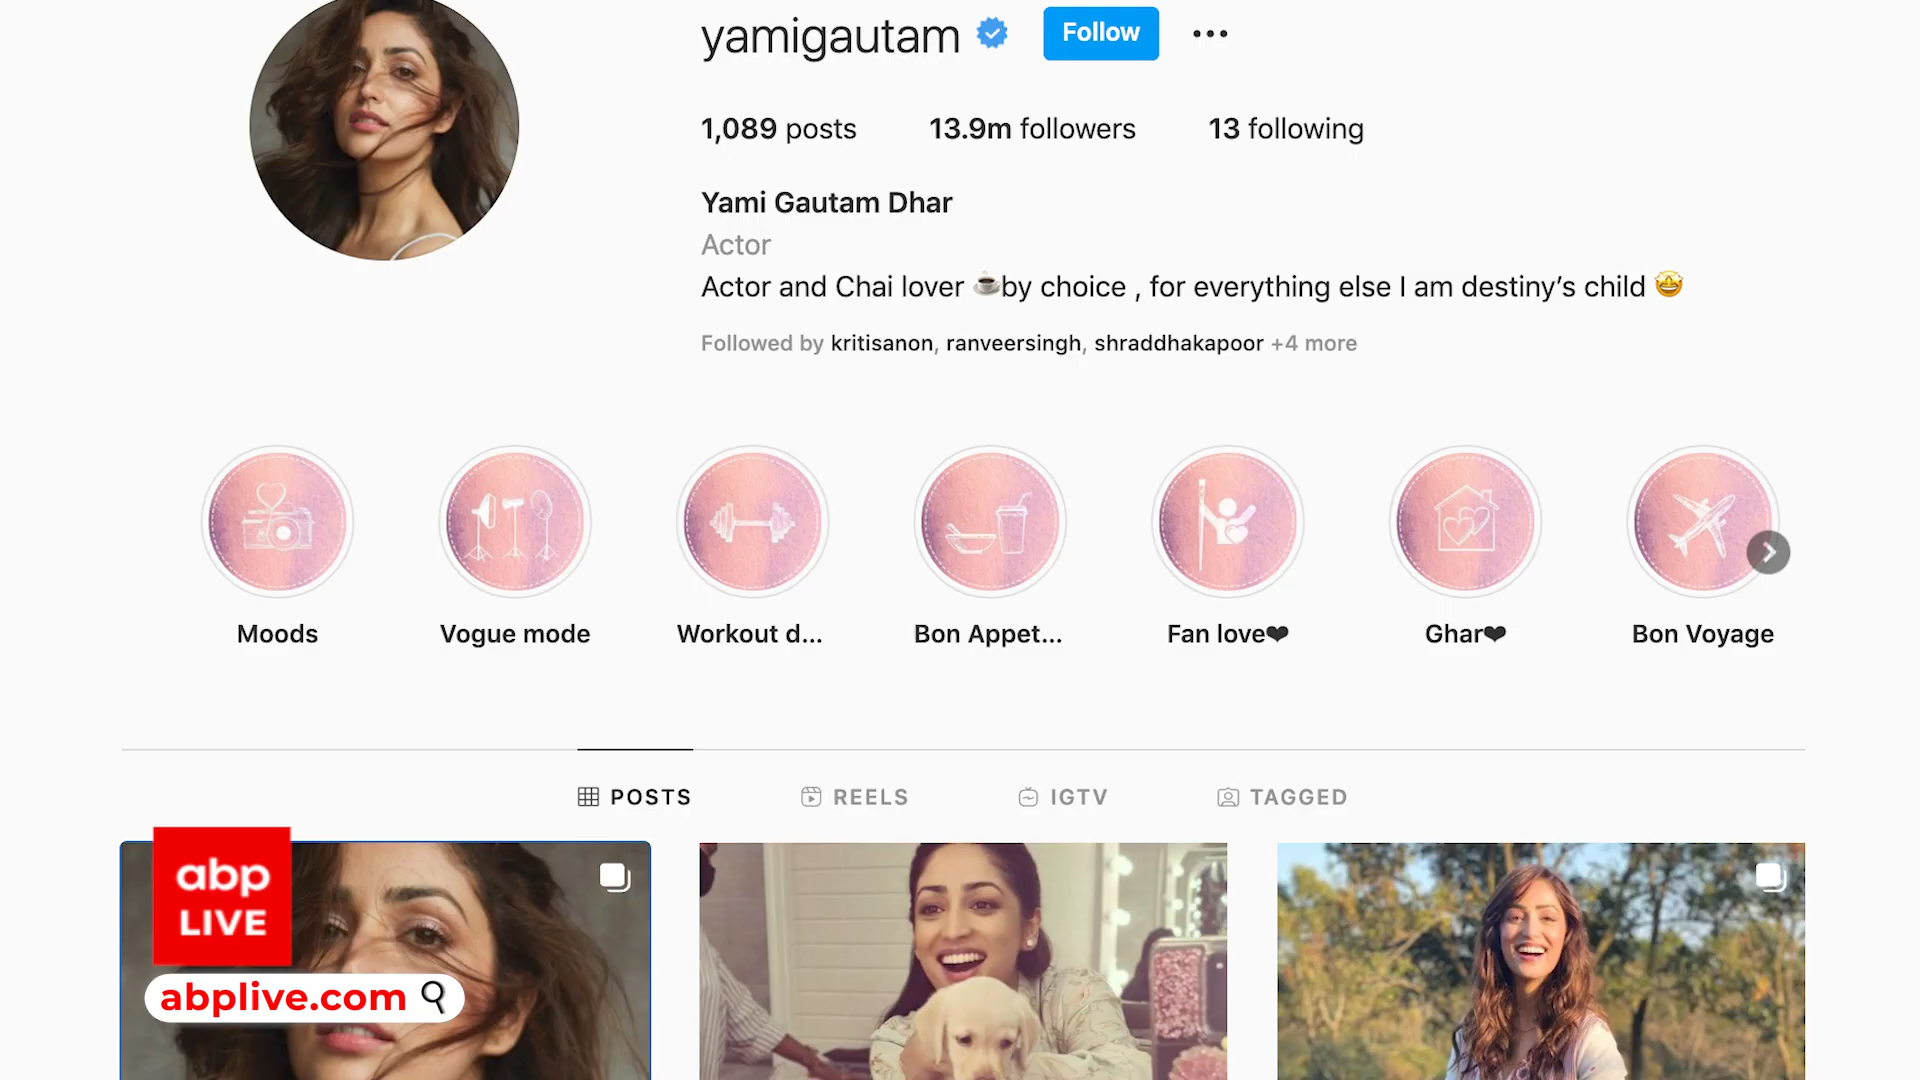 yamigautam
Follow
1,089 posts 13.9m followers 13 following
Yami Gautam Dhar
Actor
Actor and Chai lover ☕by choice , for everything else I am destiny’s child 🤩
Followed by kritisanon, ranveersingh, shraddhakapoor +4 more
Moods Vogue mode Workout d... Bon Appet... Fan love❤ Ghar❤ Bon Voyage
POSTS REELS IGTV TAGGED
abp
LIVE
abplive.com